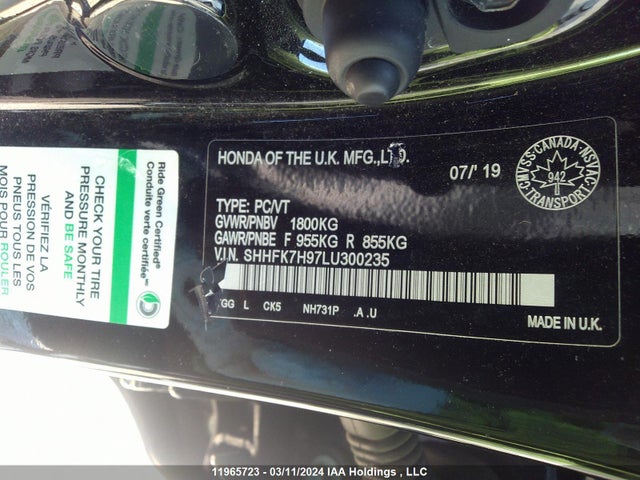 Ride Green Certified®
Conduite verte certifiée™
CHECK YOUR TIRE
PRESSURE MONTHLY
AND BE SAFE
VÉRIFIEZ LA
PRESSION DE VOS
PNEUS TOUS LES
MOIS POUR ROULER
HONDA OF THE U.K. MFG.,LTD.
07/' 19
CMVSS·CANADA·NSVAC
942
TRANSPORT
TYPE: PC/VT
GVWR/PNBV 1800KG
GAWR/PNBE F 955KG R 855KG
V.I.N. SHHFK7H97LU300235
GG L CK5 NH731P .A .U
MADE IN U.K.
11965723 - 03/11/2024 IAA Holdings , LLC